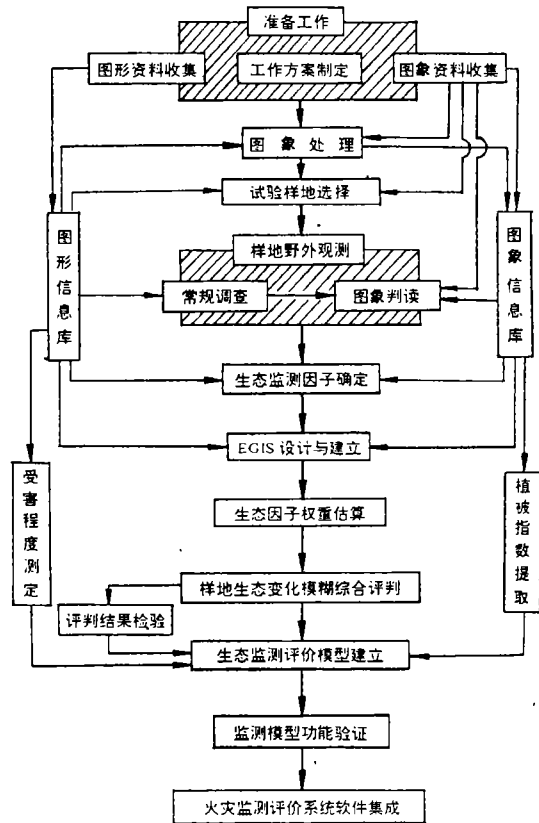 准备工作
图形资料收集
工作方案制定
图象资料收集
图象处理
试验样地选择
图形信息库
样地野外观测
图象信息库
常规调查
图象判读
生态监测因子确定
EGIS 设计与建立
受害程度测定
植被指数提取
生态因子权重估算
样地生态变化模糊综合评判
评判结果检验
生态监测评价模型建立
监测模型功能验证
火灾监测评价系统软件集成